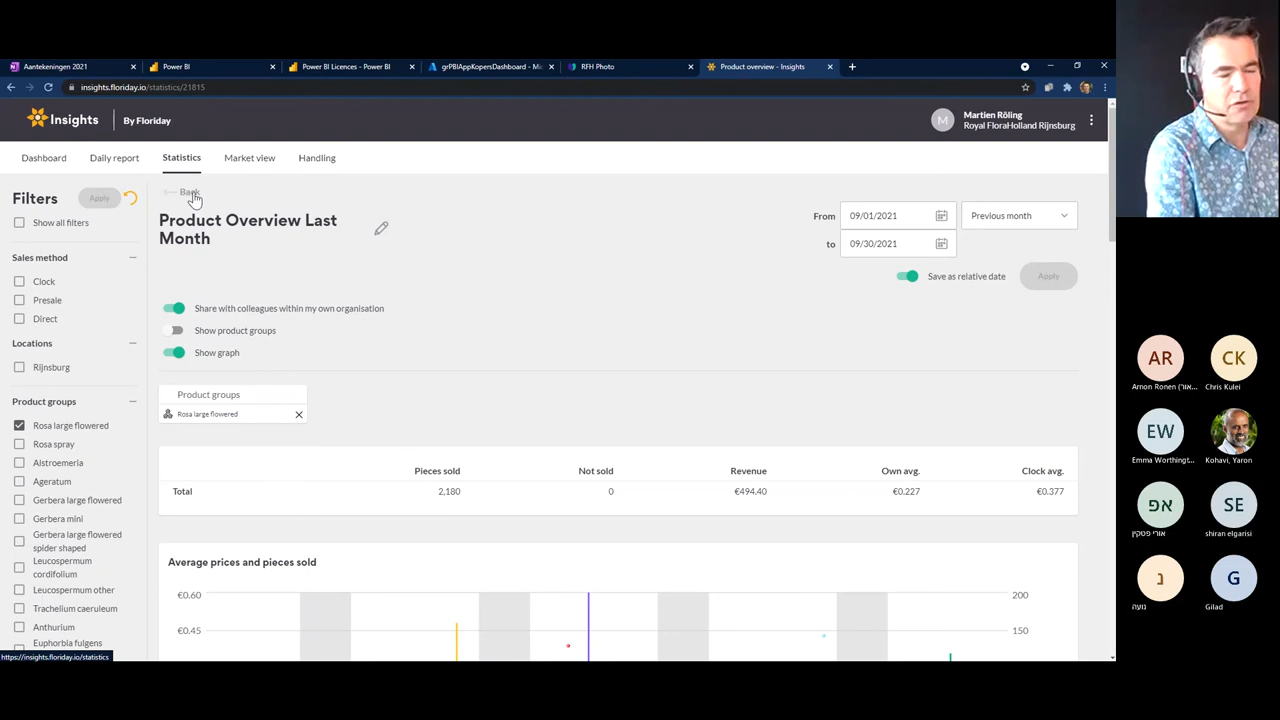 Aantekeningen 2021
Power BI
Power BI Licences - Power BI
grPBIAppKopersDashboard - Mic
RFH Photo
Product overview - Insights
insights.floriday.io/statistics/21815
Insights
By Floriday
M
Martien Röling
Royal FloraHolland Rijnsburg
Dashboard
Daily report
Statistics
Market view
Handling
Filters
Apply
Show all filters
Sales method
Clock
Presale
Direct
Locations
Rijnsburg
Product groups
Rosa large flowered
Rosa spray
Alstroemeria
Ageratum
Gerbera large flowered
Gerbera mini
Gerbera large flowered
spider shaped
Leucospermum
cordifolium
Leucospermum other
Trachelium caeruleum
Anthurium
Euphorbia fulgens
https://insights.floriday.io/statistics
Back
Product Overview Last
Month
From
09/01/2021
Previous month
to
09/30/2021
Save as relative date
Apply
Share with colleagues within my own organisation
Show product groups
Show graph
Product groups
Rosa large flowered
Pieces sold
Not sold
Revenue
Own avg.
Clock avg.
Total
2,180
0
€494.40
€0.227
€0.377
Average prices and pieces sold
€0.60
200
€0.45
150
AR
Arnon Ronen (אור...
CK
Chris Kulei
EW
Emma Worthingt...
Kohavi, Yaron
אפ
אורי פטקין
SE
shiran elgarisi
נ
נועה
G
Gilad